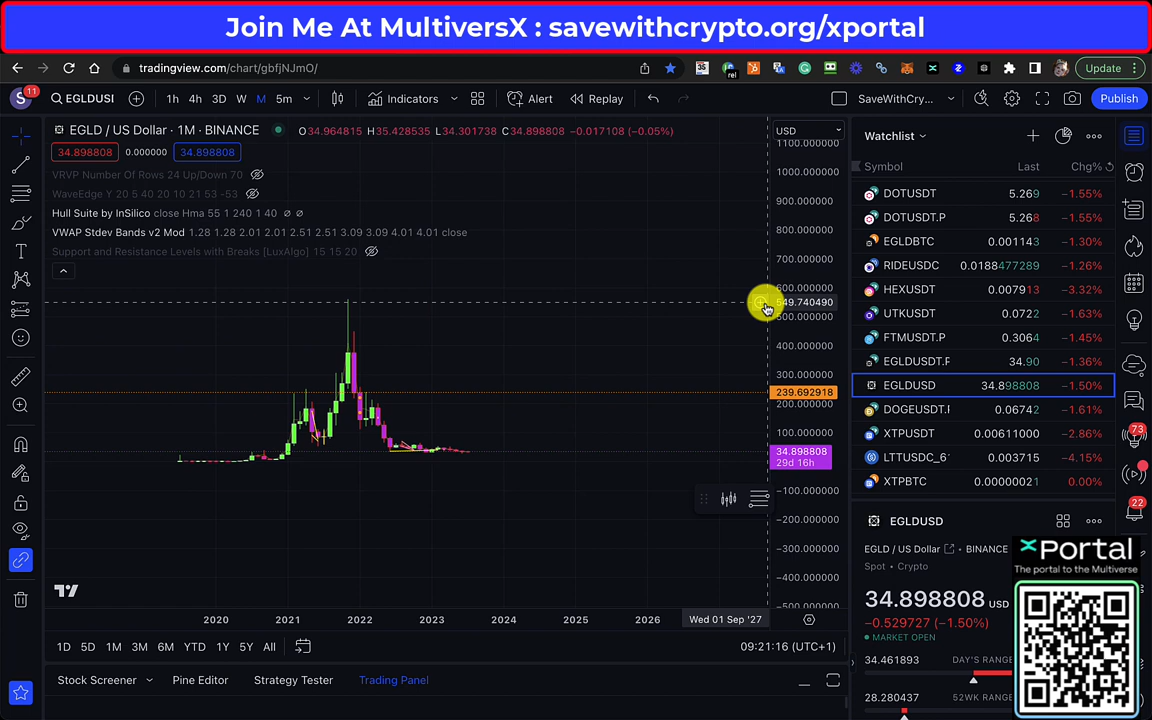 Join Me At MultiversX : savewithcrypto.org/xportal
tradingview.com/chart/gbfjNJmO/
Update
S 11 EGLDUSI 1h 4h 3D W M 5m Indicators Alert Replay SaveWithCry... Publish
EGLD / US Dollar · 1M · BINANCE O34.964815 H35.428535 L34.301738 C34.898808 −0.017108 (−0.05%)
34.898808 0.000000 34.898808
VRVP Number Of Rows 24 Up/Down 70
WaveEdge Y 20 5 40 20 10 21 53 -53
Hull Suite by InSilico close Hma 55 1 240 1 40 ∅ ∅
VWAP Stdev Bands v2 Mod 1.28 1.28 2.01 2.01 2.51 2.51 3.09 3.09 4.01 4.01 close
Support and Resistance Levels with Breaks [LuxAlgo] 15 15 20
USD
1100.000000
1000.000000
900.000000
800.000000
700.000000
600.000000
549.740490
500.000000
400.000000
300.000000
239.692918
200.000000
100.000000
34.898808
29d 16h
−100.000000
−200.000000
−300.000000
−400.000000
−500.000000
2020 2021 2022 2023 2024 2025 2026 Wed 01 Sep '27
1D 5D 1M 3M 6M YTD 1Y 5Y All 09:21:16 (UTC+1)
Stock Screener Pine Editor Strategy Tester Trading Panel
Watchlist
Symbol Last Chg%
DOTUSDT 5.269 −1.55%
DOTUSDT.P 5.268 −1.55%
EGLDBTC 0.001143 −1.30%
RIDEUSDC 0.0188477289 −1.26%
HEXUSDT 0.007913 −3.32%
UTKUSDT 0.0722 −1.63%
FTMUSDT.P 0.3064 −1.45%
EGLDUSDT.P 34.90 −1.36%
EGLDUSD 34.898808 −1.50%
DOGEUSDT.I 0.06742 −1.61%
XTPUSDT 0.00611000 −2.86%
LTTUSDC_6 0.003715 −4.15%
XTPBTC 0.00000021 0.00%
73
22
EGLDUSD
EGLD / US Dollar · BINANCE
Spot · Crypto
34.898808 USD
−0.529727 (−1.50%)
MARKET OPEN
34.461893 DAY'S RANGE
28.280437 52WK RANG
xPortal
The portal to the Multiverse